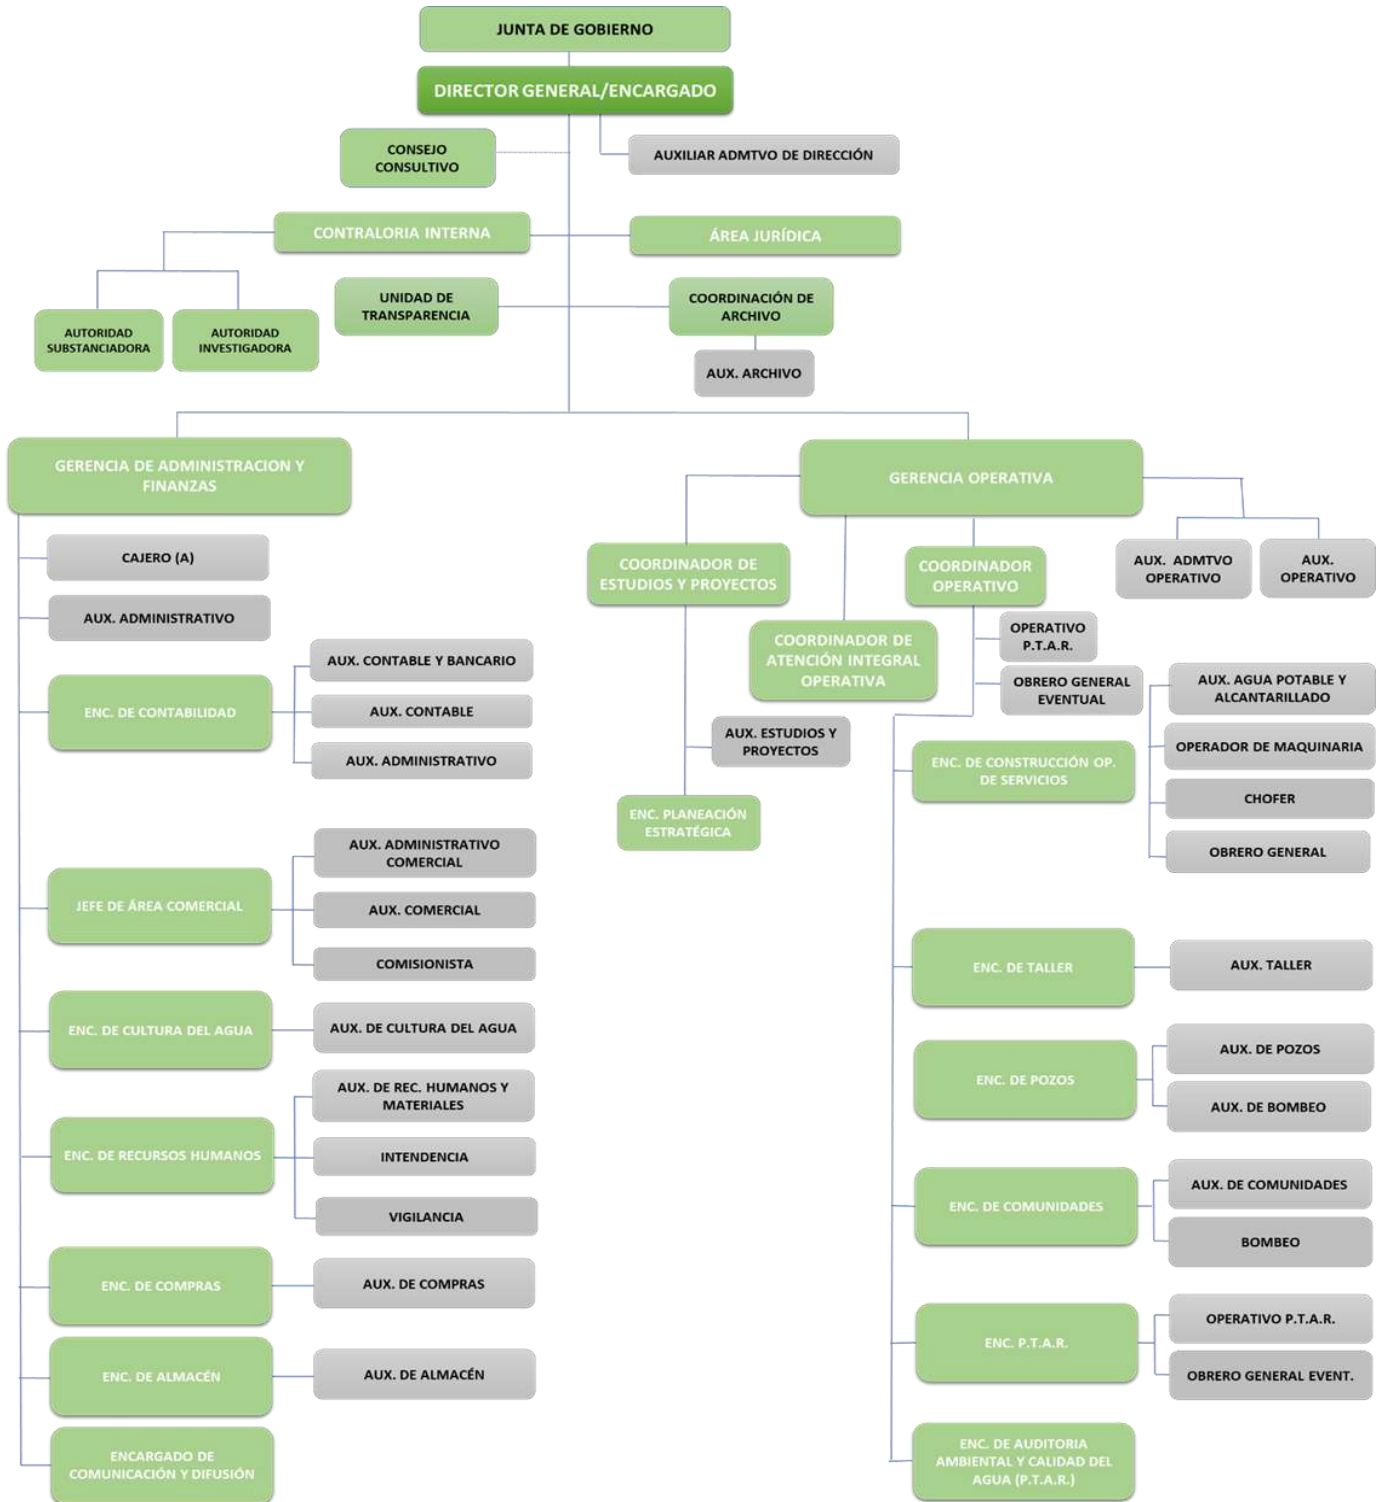 JUNTA DE GOBIERNO
DIRECTOR GENERAL/ENCARGADO
CONSEJO
CONSULTIVO
AUXILIAR ADMTVO DE DIRECCIÓN
CONTRALORIA INTERNA
ÁREA JURÍDICA
UNIDAD DE
TRANSPARENCIA
COORDINACIÓN DE
ARCHIVO
AUTORIDAD
SUBSTANCIADORA
AUTORIDAD
INVESTIGADORA
AUX. ARCHIVO
GERENCIA DE ADMINISTRACION Y
FINANZAS
CAJERO (A)
AUX. ADMINISTRATIVO
ENC. DE CONTABILIDAD
AUX. CONTABLE Y BANCARIO
AUX. CONTABLE
AUX. ADMINISTRATIVO
JEFE DE ÁREA COMERCIAL
AUX. ADMINISTRATIVO
COMERCIAL
AUX. COMERCIAL
COMISIONISTA
ENC. DE CULTURA DEL AGUA
AUX. DE CULTURA DEL AGUA
ENC. DE RECURSOS HUMANOS
AUX. DE REC. HUMANOS Y
MATERIALES
INTENDENCIA
VIGILANCIA
ENC. DE COMPRAS
AUX. DE COMPRAS
ENC. DE ALMACÉN
AUX. DE ALMACÉN
ENCARGADO DE
COMUNICACIÓN Y DIFUSIÓN
GERENCIA OPERATIVA
COORDINADOR DE
ESTUDIOS Y PROYECTOS
AUX. ESTUDIOS Y
PROYECTOS
ENC. PLANEACIÓN
ESTRATÉGICA
COORDINADOR DE
ATENCIÓN INTEGRAL
OPERATIVA
COORDINADOR
OPERATIVO
AUX. ADMTVO
OPERATIVO
AUX.
OPERATIVO
OPERATIVO
P.T.A.R.
OBRERO GENERAL
EVENTUAL
ENC. DE CONSTRUCCIÓN OP.
DE SERVICIOS
AUX. AGUA POTABLE Y
ALCANTARILLADO
OPERADOR DE MAQUINARIA
CHOFER
OBRERO GENERAL
ENC. DE TALLER
AUX. TALLER
ENC. DE POZOS
AUX. DE POZOS
AUX. DE BOMBEO
ENC. DE COMUNIDADES
AUX. DE COMUNIDADES
BOMBEO
ENC. P.T.A.R.
OPERATIVO P.T.A.R.
OBRERO GENERAL EVENT.
ENC. DE AUDITORIA
AMBIENTAL Y CALIDAD DEL
AGUA (P.T.A.R.)